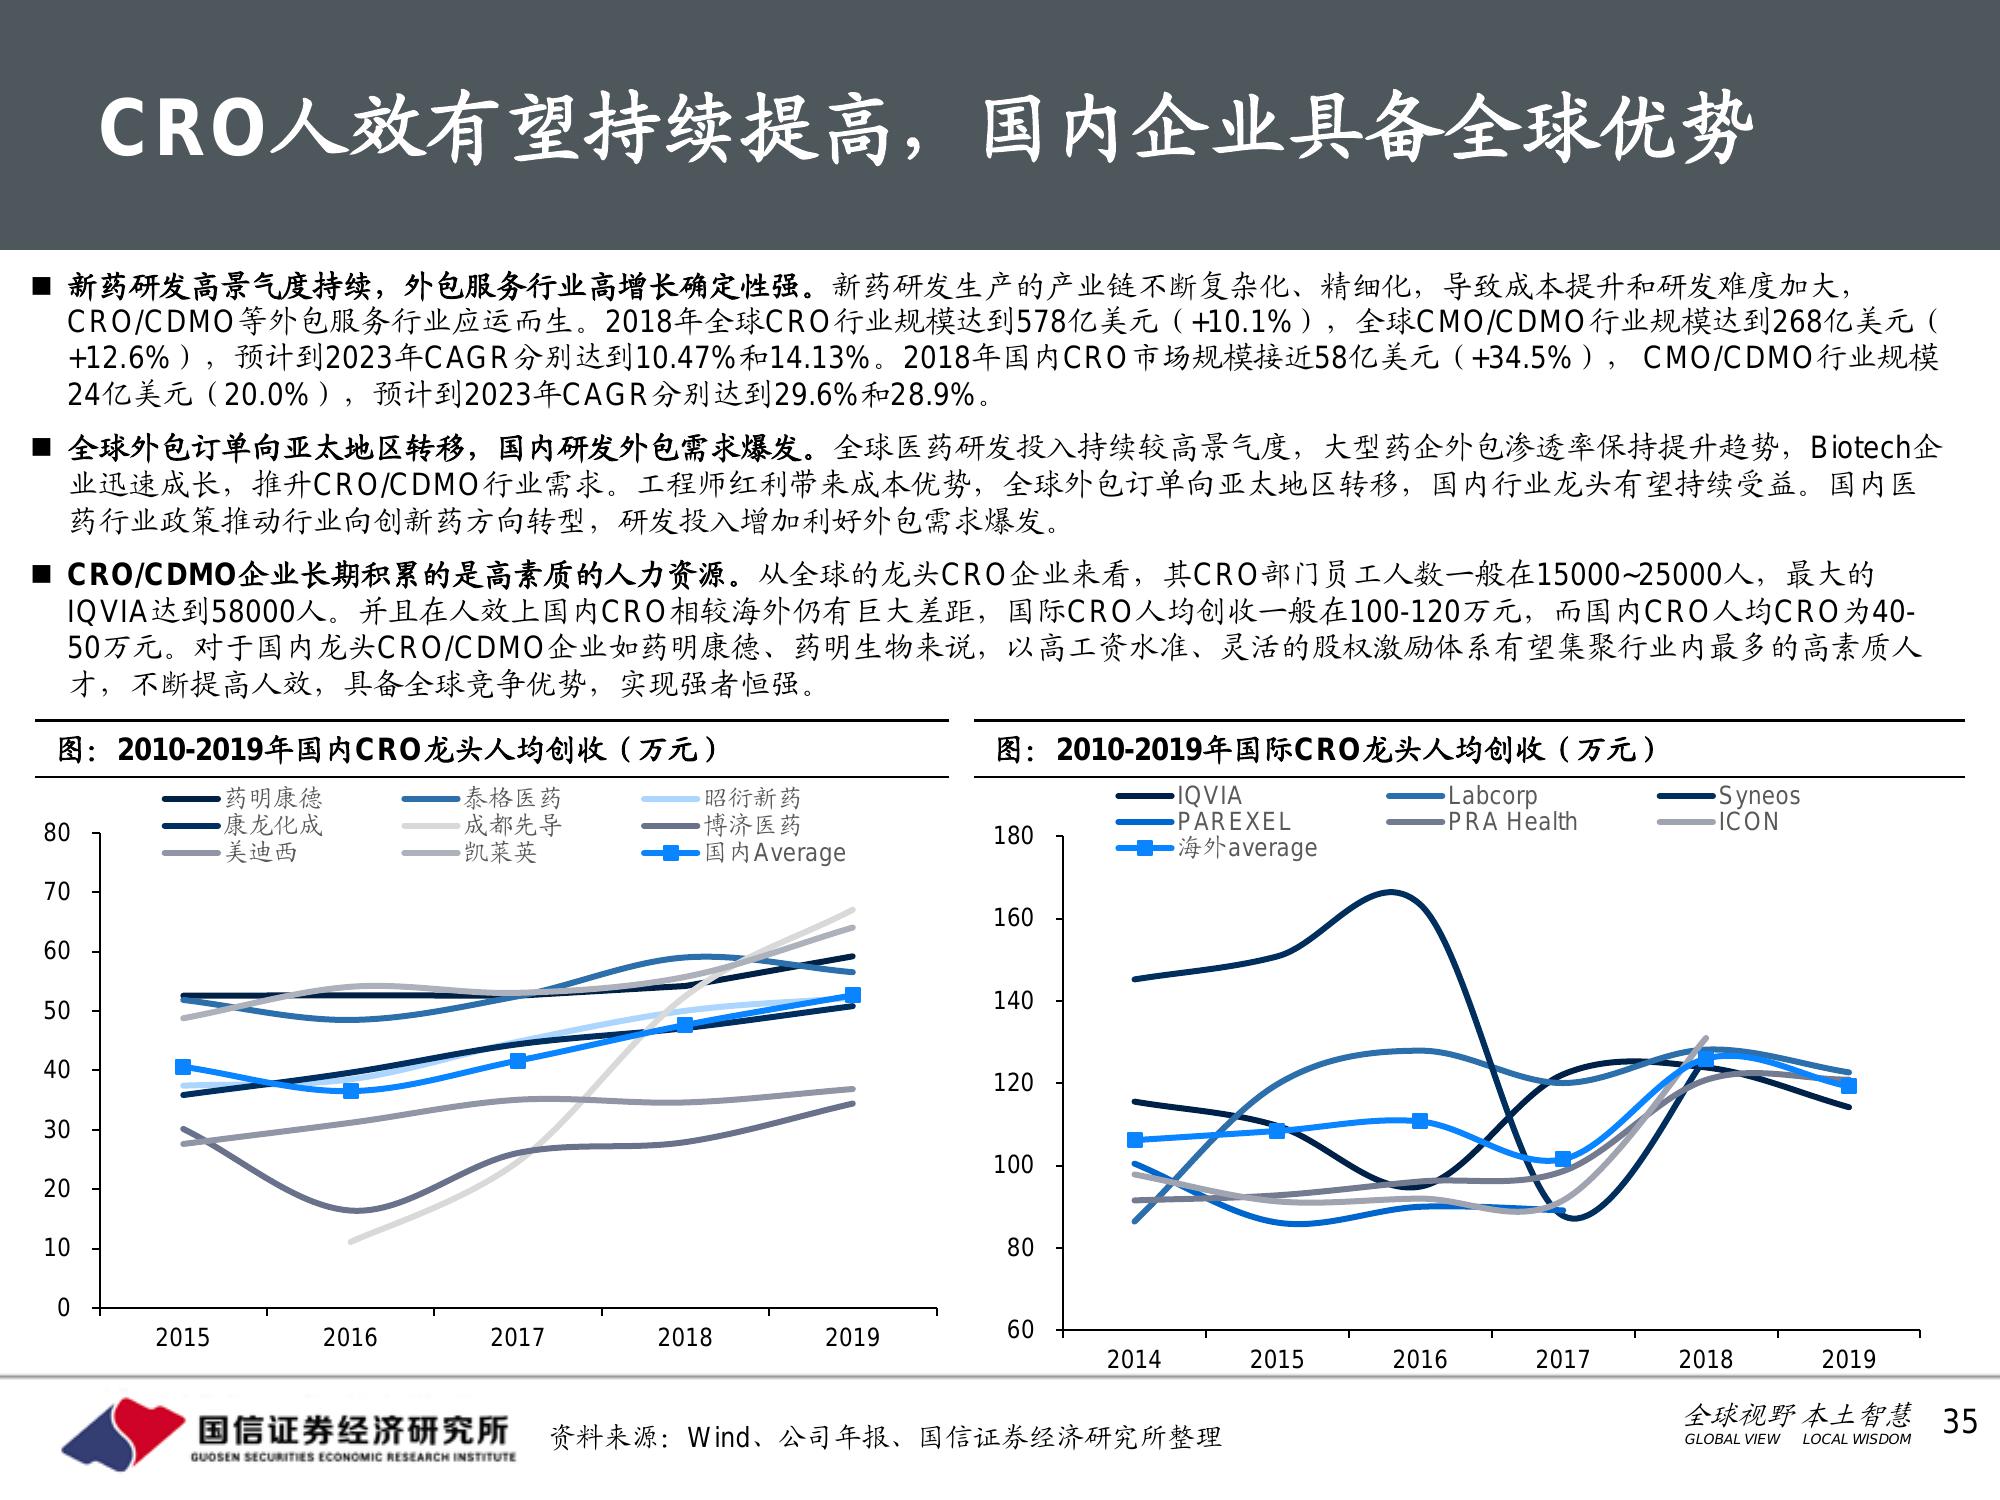 CRO人效有望持续提高，国内企业具备全球优势
■ 新药研发高景气度持续，外包服务行业高增长确定性强。新药研发生产的产业链不断复杂化、精细化，导致成本提升和研发难度加大，
CRO/CDMO等外包服务行业应运而生。2018年全球CRO行业规模达到578亿美元（+10.1%），全球CMO/CDMO行业规模达到268亿美元（
+12.6%），预计到2023年CAGR分别达到10.47%和14.13%。2018年国内CRO市场规模接近58亿美元（+34.5%）， CMO/CDMO行业规模
24亿美元（20.0%），预计到2023年CAGR分别达到29.6%和28.9%。
■ 全球外包订单向亚太地区转移，国内研发外包需求爆发。全球医药研发投入持续较高景气度，大型药企外包渗透率保持提升趋势，Biotech企
业迅速成长，推升CRO/CDMO行业需求。工程师红利带来成本优势，全球外包订单向亚太地区转移，国内行业龙头有望持续受益。国内医
药行业政策推动行业向创新药方向转型，研发投入增加利好外包需求爆发。
■ CRO/CDMO企业长期积累的是高素质的人力资源。从全球的龙头CRO企业来看，其CRO部门员工人数一般在15000~25000人，最大的
IQVIA达到58000人。并且在人效上国内CRO相较海外仍有巨大差距，国际CRO人均创收一般在100-120万元，而国内CRO人均CRO为40-
50万元。对于国内龙头CRO/CDMO企业如药明康德、药明生物来说，以高工资水准、灵活的股权激励体系有望集聚行业内最多的高素质人
才，不断提高人效，具备全球竞争优势，实现强者恒强。
图：2010-2019年国内CRO龙头人均创收（万元）
药明康德 泰格医药 昭衍新药
康龙化成 成都先导 博济医药
美迪西 凯莱英 国内Average
80
70
60
50
40
30
20
10
0
2015 2016 2017 2018 2019
图：2010-2019年国际CRO龙头人均创收（万元）
IQVIA Labcorp Syneos
PAREXEL PRA Health ICON
海外average
180
160
140
120
100
80
60
2014 2015 2016 2017 2018 2019
国信证券经济研究所
GUOSEN SECURITIES ECONOMIC RESEARCH INSTITUTE
资料来源：Wind、公司年报、国信证券经济研究所整理
全球视野 本土智慧
GLOBAL VIEW LOCAL WISDOM
35